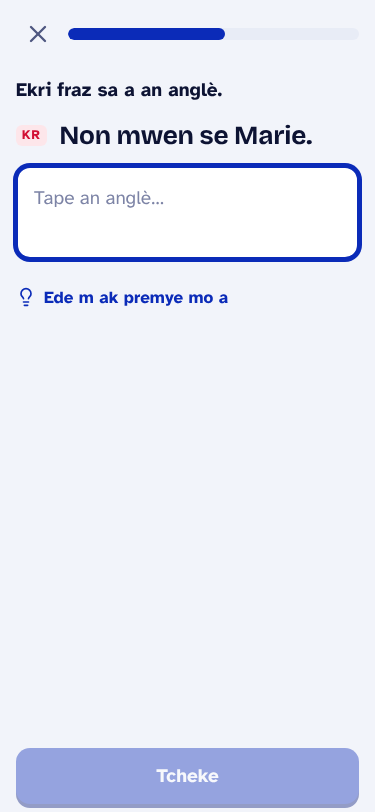 Ekri fraz sa a an anglè.
KR Non mwen se Marie.
Tape an anglè...
Ede m ak premye mo a
Tcheke